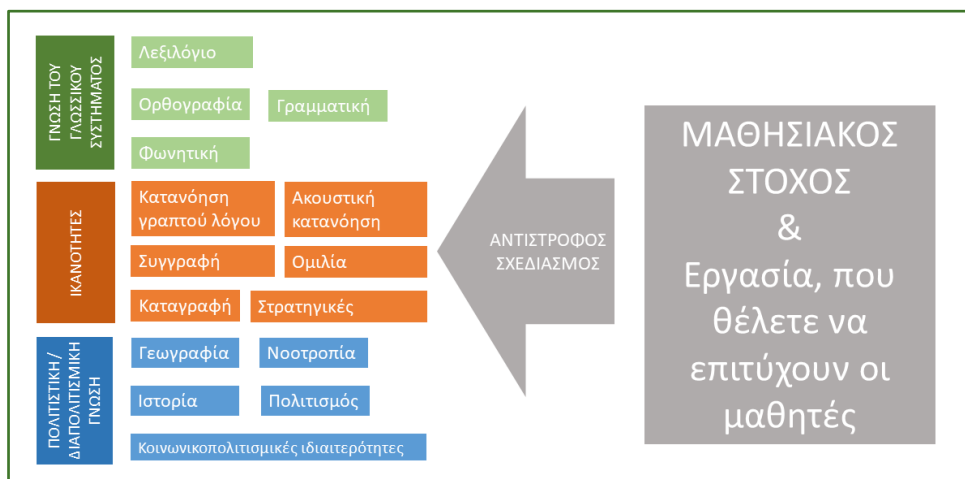 ΓΝΩΣΗ ΤΟΥ
ΓΛΩΣΣΙΚΟΥ
ΣΥΣΤΗΜΑΤΟΣ
Λεξιλόγιο
Ορθογραφία
Γραμματική
Φωνητική
ΙΚΑΝΟΤΗΤΕΣ
Κατανόηση
γραπτού λόγου
Ακουστική
κατανόηση
Συγγραφή
Ομιλία
Καταγραφή
Στρατηγικές
ΠΟΛΙΤΙΣΤΙΚΗ /
ΔΙΑΠΟΛΙΤΙΣΜΙΚΗ
ΓΝΩΣΗ
Γεωγραφία
Νοοτροπία
Ιστορία
Πολιτισμός
Κοινωνικοπολιτισμικές ιδιαιτερότητες
ΑΝΤΙΣΤΡΟΦΟΣ
ΣΧΕΔΙΑΣΜΟΣ
ΜΑΘΗΣΙΑΚΟΣ
ΣΤΟΧΟΣ
&
Εργασία, που
θέλετε να
επιτύχουν οι
μαθητές